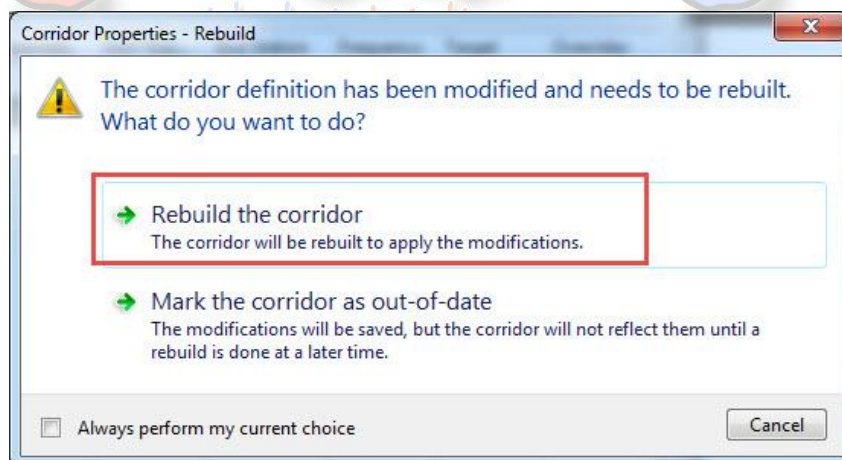 Corridor Properties - Rebuild
The corridor definition has been modified and needs to be rebuilt.
What do you want to do?
Rebuild the corridor
The corridor will be rebuilt to apply the modifications.
Mark the corridor as out-of-date
The modifications will be saved, but the corridor will not reflect them until a
rebuild is done at a later time.
Always perform my current choice
Cancel